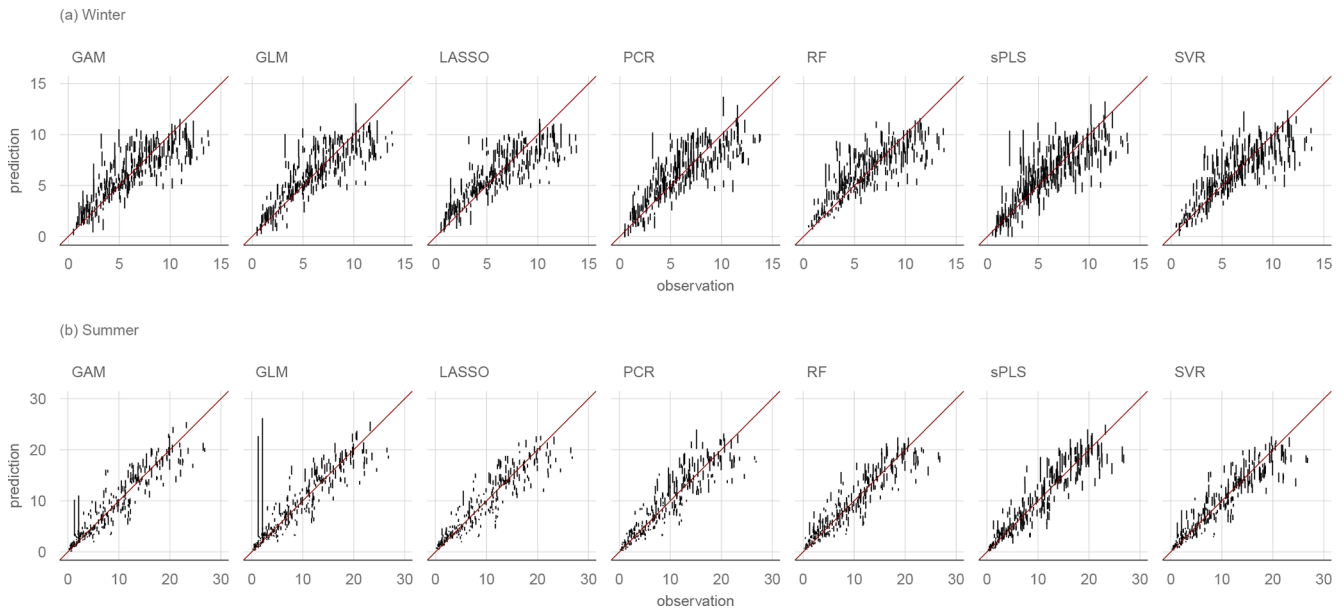 (a) Winter
GAM GLM LASSO PCR RF sPLS SVR
15
10
5
0
prediction
0 5 10 15 0 5 10 15 0 5 10 15 0 5 10 15 0 5 10 15 0 5 10 15 0 5 10 15
observation
(b) Summer
GAM GLM LASSO PCR RF sPLS SVR
30
20
10
0
prediction
0 10 20 30 0 10 20 30 0 10 20 30 0 10 20 30 0 10 20 30 0 10 20 30 0 10 20 30
observation